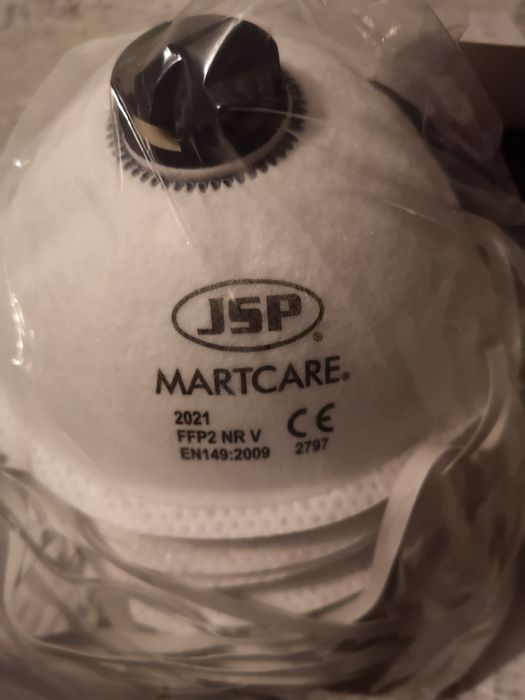 JSP®
MARTCARE®
2021
FFP2 NR V
EN149:2009
CE
2797